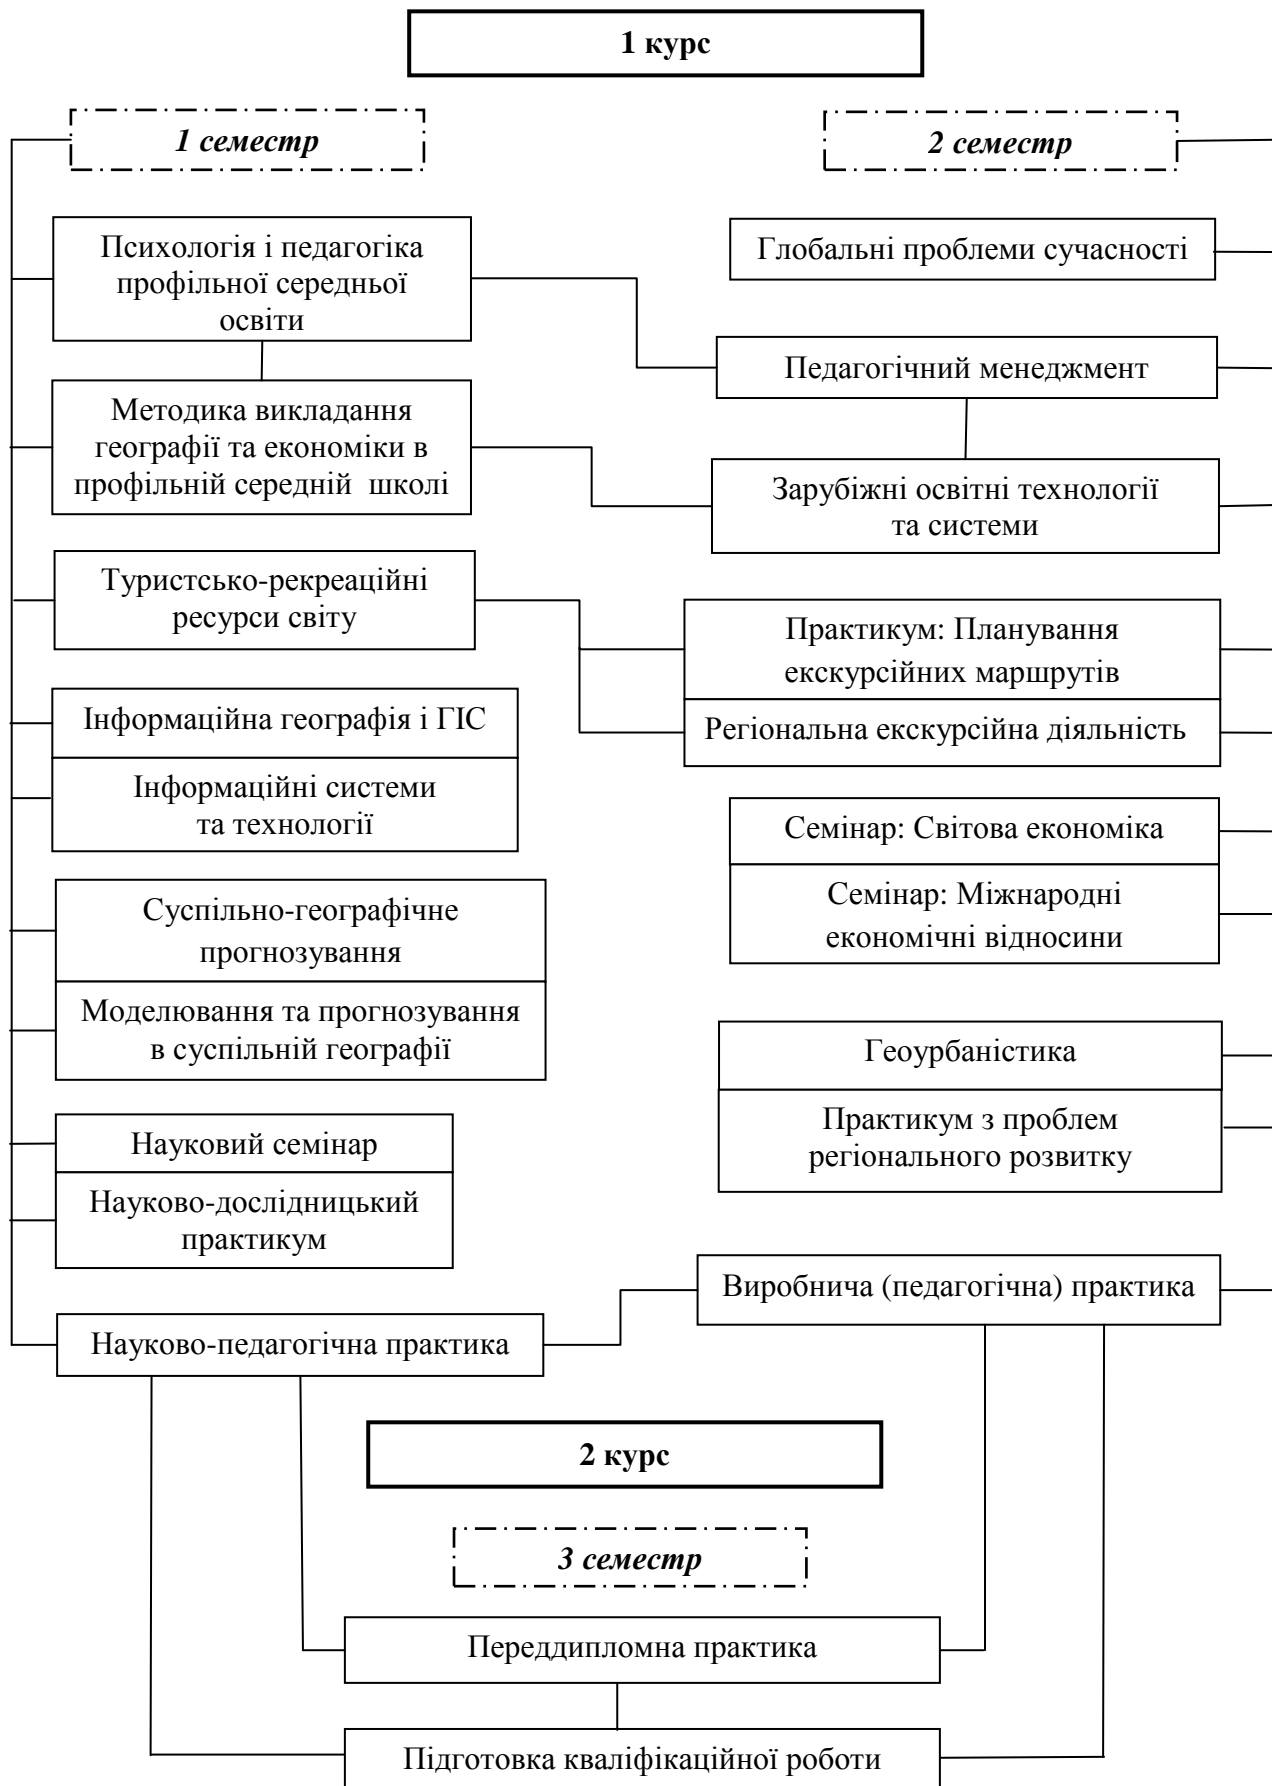 1 курс
1 семестр
2 семестр
Психологія і педагогіка
профільної середньої
освіти
Глобальні проблеми сучасності
Педагогічний менеджмент
Методика викладання
географії та економіки в
профільній середній школі
Зарубіжні освітні технології
та системи
Туристсько-рекреаційні
ресурси світу
Практикум: Планування
екскурсійних маршрутів
Регіональна екскурсійна діяльність
Інформаційна географія і ГІС
Інформаційні системи
та технології
Семінар: Світова економіка
Семінар: Міжнародні
економічні відносини
Суспільно-географічне
прогнозування
Моделювання та прогнозування
в суспільній географії
Геоурбаністика
Практикум з проблем
регіонального розвитку
Науковий семінар
Науково-дослідницький
практикум
Виробнича (педагогічна) практика
Науково-педагогічна практика
2 курс
3 семестр
Переддипломна практика
Підготовка кваліфікаційної роботи